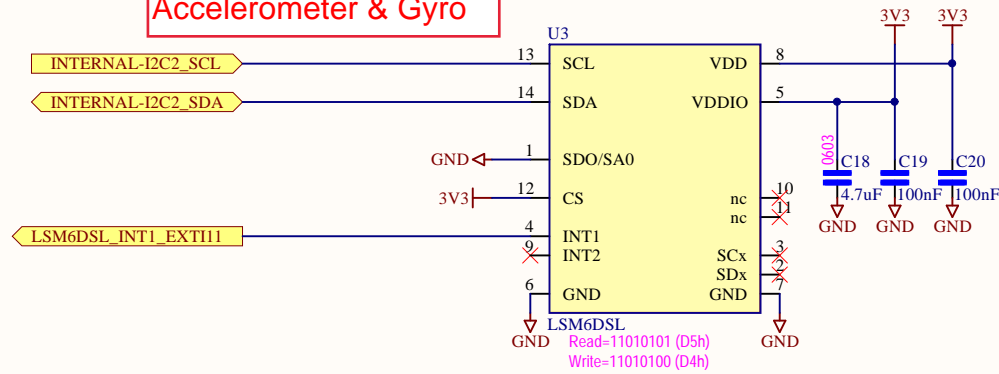 Accelerometer & Gyro
3V3 3V3
U3
INTERNAL-I2C2_SCL 13 SCL VDD 8
INTERNAL-I2C2_SDA 14 SDA VDDIO 5
0603
GND 1 SDO/SA0 C18 C19 C20
3V3 12 CS nc 10 4.7uF 100nF 100nF
nc 11
GND GND GND
LSM6DSL_INT1_EXTI11 4 INT1
9 INT2 SCx 3
SDx 2
6 GND GND 7
LSM6DSL
GND GND
Read=11010101 (D5h)
Write=11010100 (D4h)